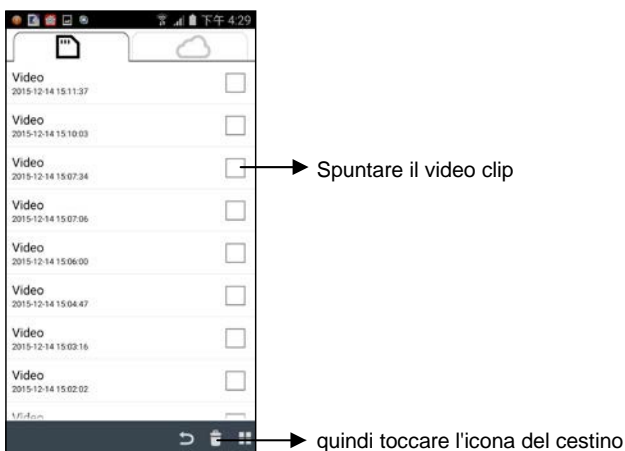 下午 4:29
Video
2015-12-14 15:11:37
Video
2015-12-14 15:10:03
Video
2015-12-14 15:07:34
Spuntare il video clip
Video
2015-12-14 15:07:06
Video
2015-12-14 15:06:00
Video
2015-12-14 15:04:47
Video
2015-12-14 15:03:16
Video
2015-12-14 15:02:02
Video
quindi toccare l'icona del cestino